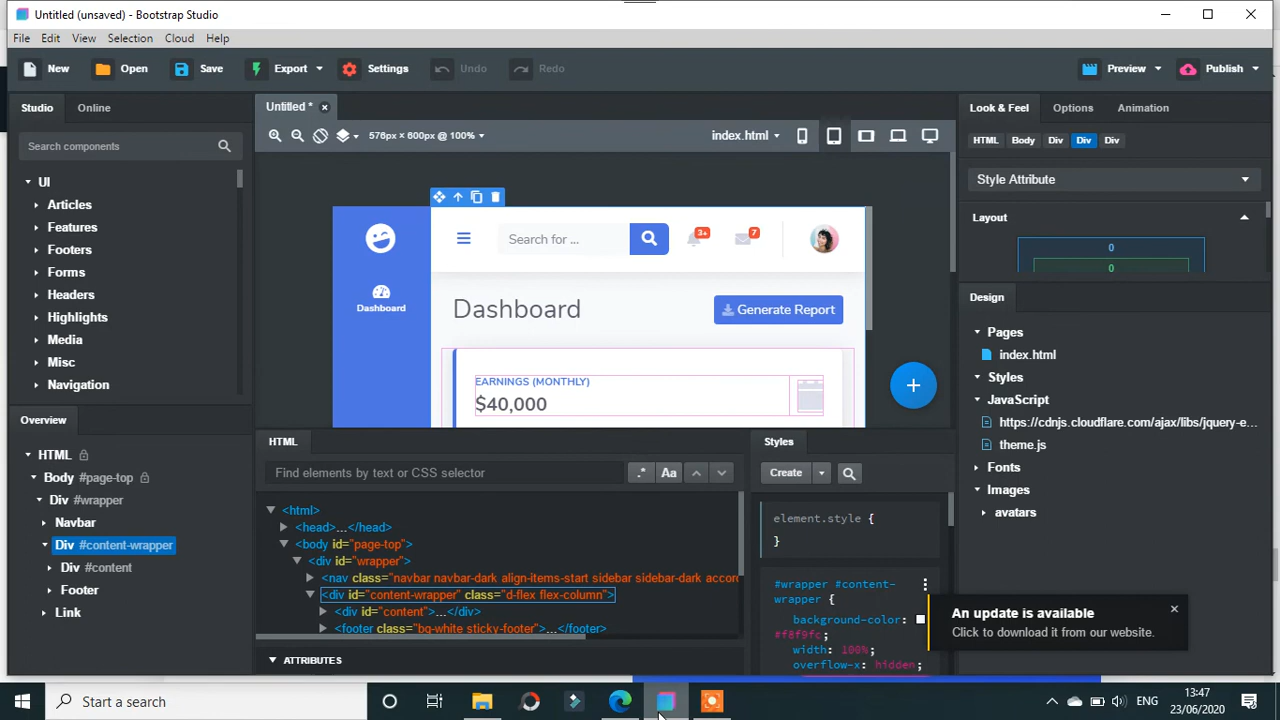 Untitled (unsaved) - Bootstrap Studio
File Edit View Selection Cloud Help
New Open Save Export Settings Undo Redo Preview Publish
Studio Online
Untitled *
Look & Feel Options Animation
Search components
576px × 600px @ 100%
index.html
HTML Body Div Div Div
UI
Articles
Features
Footers
Forms
Headers
Highlights
Media
Misc
Navigation
Style Attribute
Layout
0
0
Search for ...
3+
7
Dashboard
Dashboard
Generate Report
EARNINGS (MONTHLY)
$40,000
Design
Pages
index.html
Styles
JavaScript
https://cdnjs.cloudflare.com/ajax/libs/jquery-e...
theme.js
Fonts
Images
avatars
Overview
HTML
Body #page-top
Div #wrapper
Navbar
Div #content-wrapper
Div #content
Footer
Link
HTML
Find elements by text or CSS selector
.* Aa
<html>
<head>...</head>
<body id="page-top">
<div id="wrapper">
<nav class="navbar navbar-dark align-items-start sidebar sidebar-dark accor
<div id="content-wrapper" class="d-flex flex-column">
<div id="content">...</div>
<footer class="bg-white sticky-footer">...</footer>
ATTRIBUTES
Styles
Create
element.style {
}
#wrapper #content-
wrapper {
background-color:
#f8f9fc;
width: 100%;
overflow-x: hidden;
An update is available
Click to download it from our website.
Start a search
ENG
13:47
23/06/2020